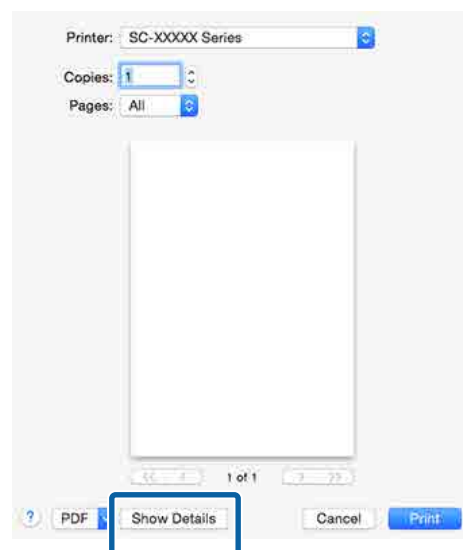 Printer: SC-XXXXX Series
Copies: 1
Pages: All
<< < 1 of 1 > >>
? PDF Show Details Cancel Print